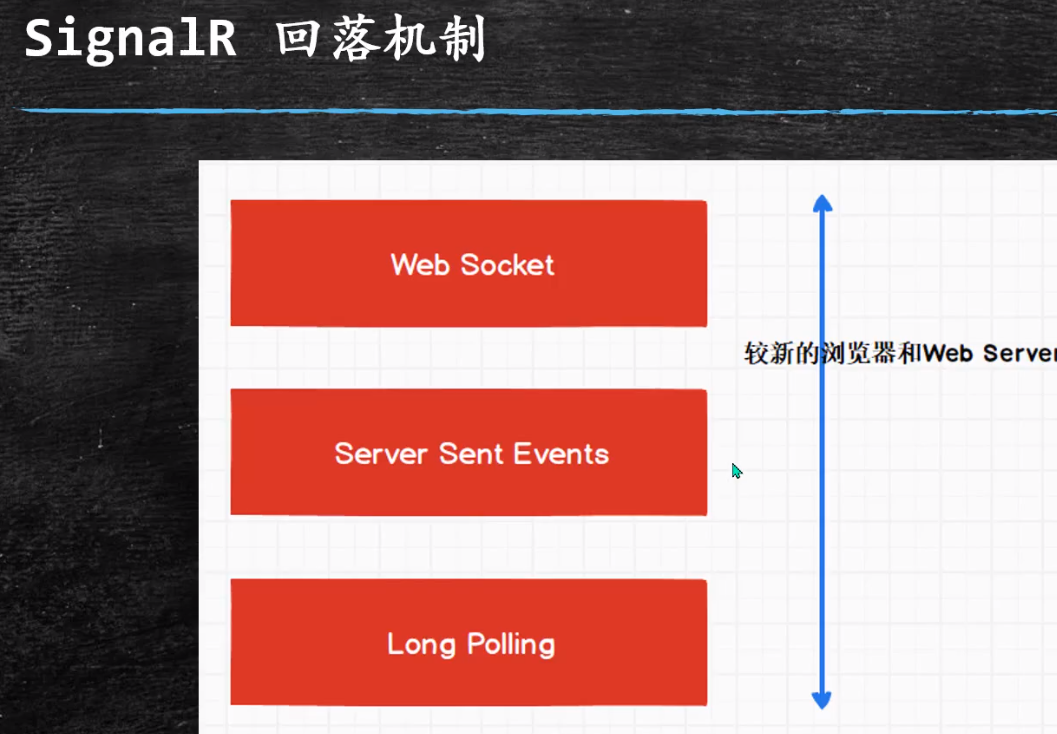 SignalR 回落机制
Web Socket
较新的浏览器和Web Server
Server Sent Events
Long Polling